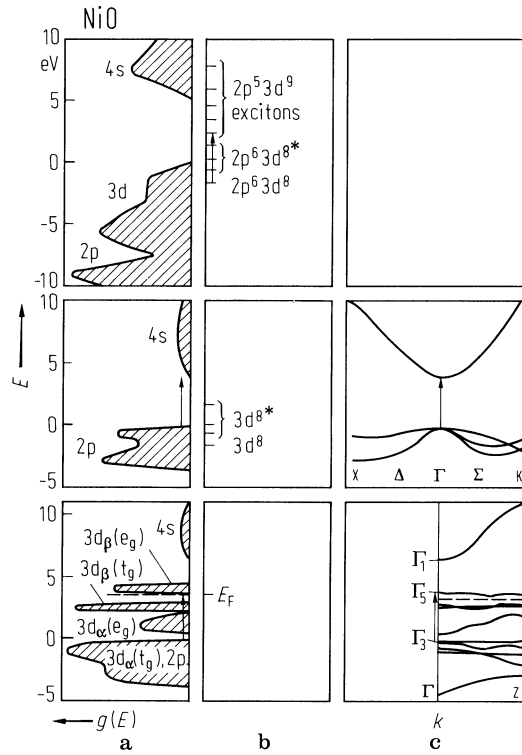 NiO
10
eV
5
0
-5
-10
4s
3d
2p
2p⁵3d⁹
excitons
2p⁶3d⁸*
2p⁶3d⁸
E
10
5
0
-5
4s
2p
3d⁸*
3d⁸
X Δ Γ Σ K
10
5
0
-5
4s
3dβ(eg)
3dβ(tg)
3dα(eg)
3dα(tg),2p
EF
Γ1
Γ5
Γ3
Γ Z
g(E)
k
a b c